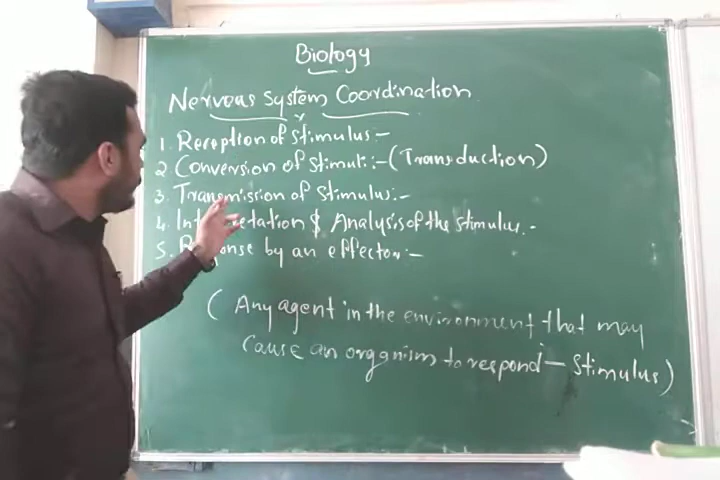 Biology
Nervous System Coordination
1. Reception of stimulus:-
2 Conversion of stimuli:-(Transduction)
3. Transmission of stimulus:-
4. & Analysis of the stimulus.-
5. by an effector:-
( Any agent in the environment that may
cause an organism to respond - Stimulus)